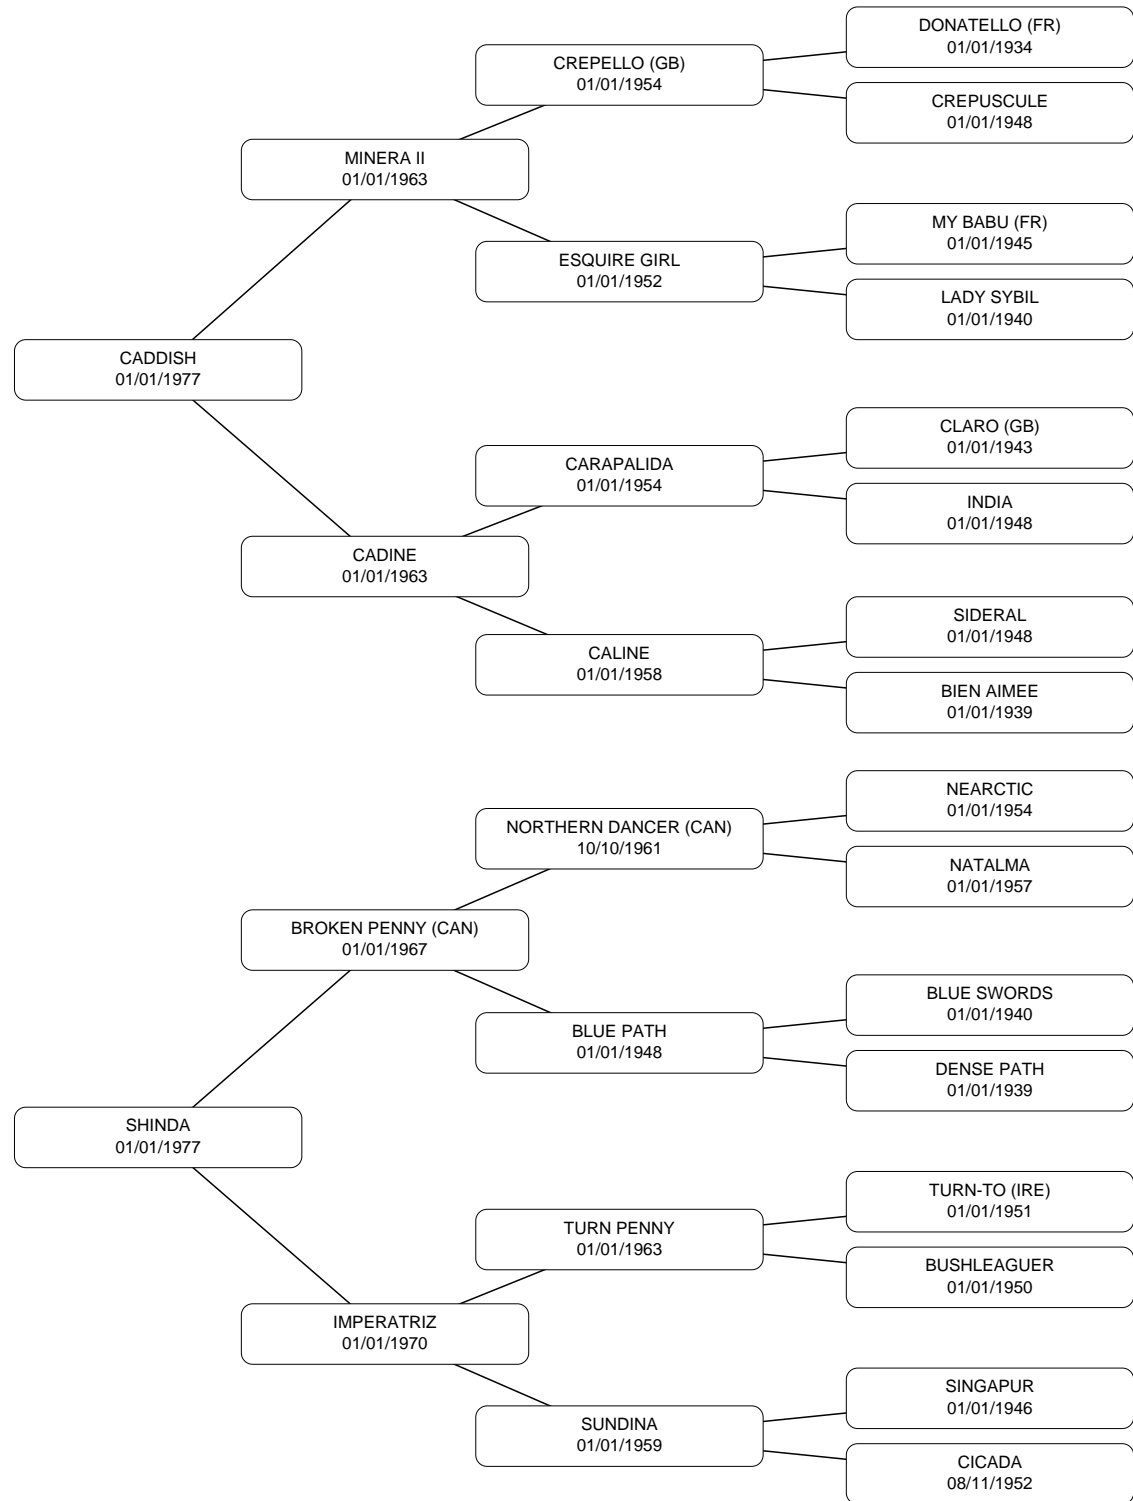 DONATELLO (FR)
01/01/1934
CREPELLO (GB)
01/01/1954
CREPUSCULE
01/01/1948
MINERA II
01/01/1963
MY BABU (FR)
01/01/1945
ESQUIRE GIRL
01/01/1952
LADY SYBIL
01/01/1940
CADDISH
01/01/1977
CLARO (GB)
01/01/1943
CARAPALIDA
01/01/1954
INDIA
01/01/1948
CADINE
01/01/1963
SIDERAL
01/01/1948
CALINE
01/01/1958
BIEN AIMEE
01/01/1939
NEARCTIC
01/01/1954
NORTHERN DANCER (CAN)
10/10/1961
NATALMA
01/01/1957
BROKEN PENNY (CAN)
01/01/1967
BLUE SWORDS
01/01/1940
BLUE PATH
01/01/1948
DENSE PATH
01/01/1939
SHINDA
01/01/1977
TURN-TO (IRE)
01/01/1951
TURN PENNY
01/01/1963
BUSHLEAGUER
01/01/1950
IMPERATRIZ
01/01/1970
SINGAPUR
01/01/1946
SUNDINA
01/01/1959
CICADA
08/11/1952